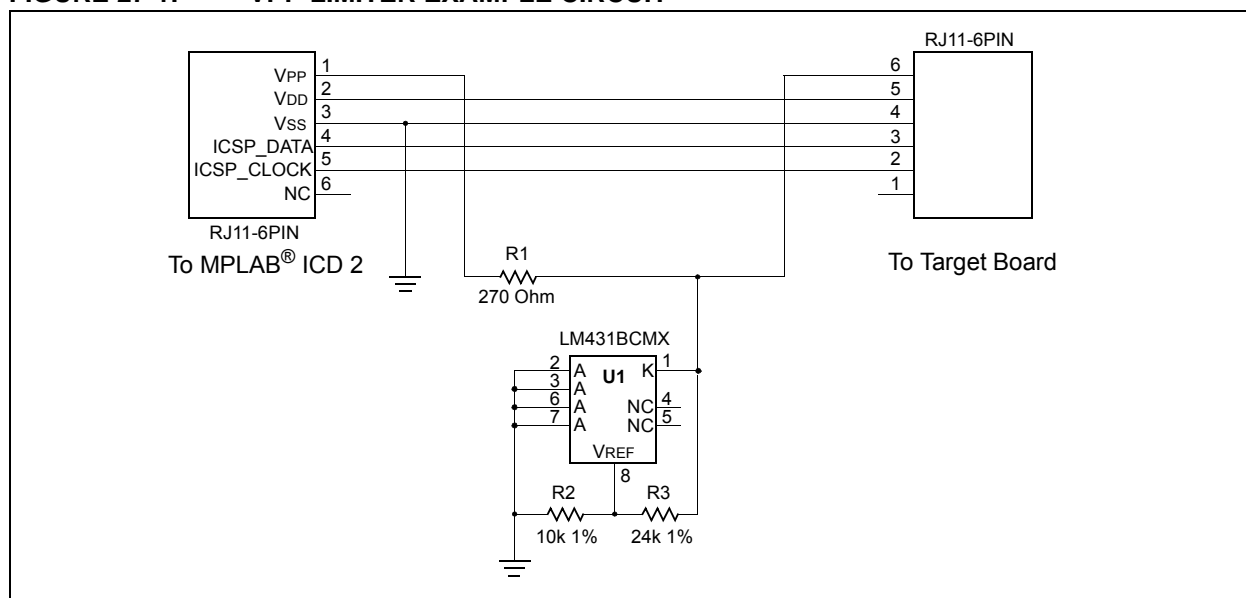 FIGURE VPP LIMITER EXAMPLE CIRCUIT
RJ11-6PIN
VPP 1
VDD 2
VSS 3
ICSP_DATA 4
ICSP_CLOCK 5
NC 6
RJ11-6PIN
To MPLAB® ICD 2
6
5
4
3
2
1
To Target Board
R1
270 Ohm
LM431BCMX
2 A U1 K 1
3 A
6 A NC 4
7 A NC 5
VREF
8
R2 R3
10k 1% 24k 1%